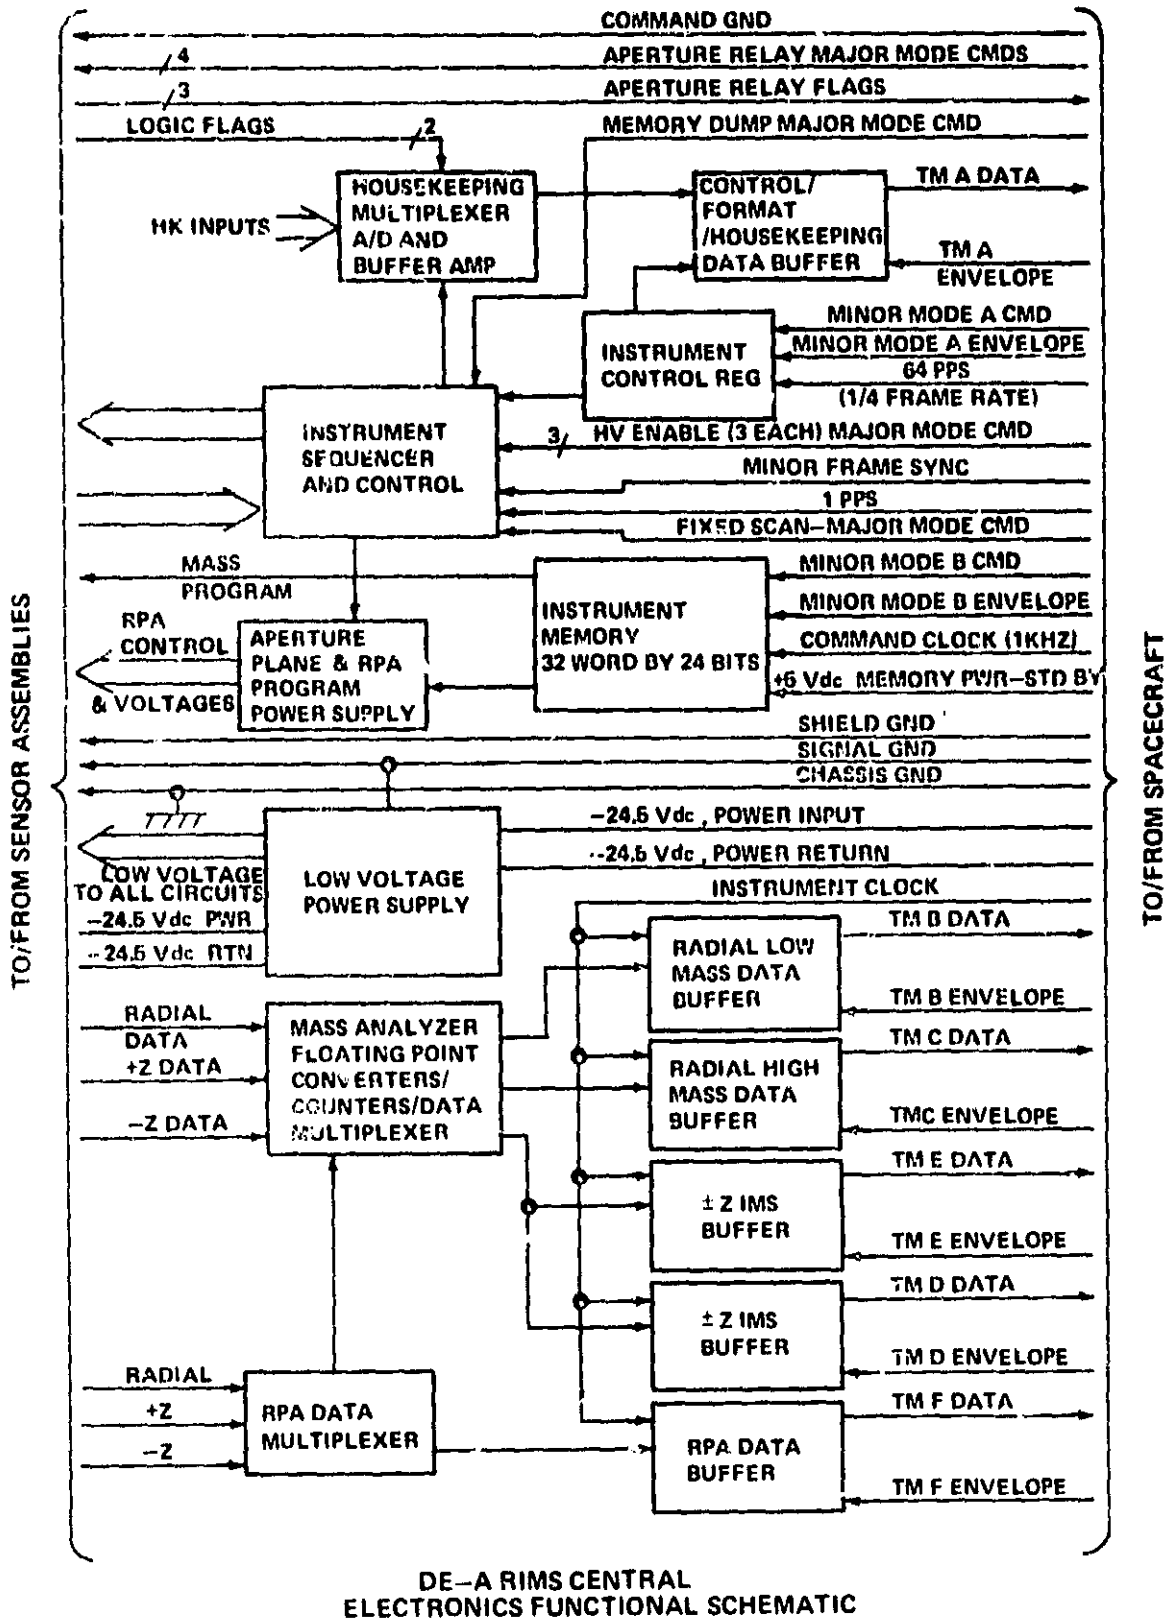 COMMAND GND
4
APERTURE RELAY MAJOR MODE CMDS
3
APERTURE RELAY FLAGS
LOGIC FLAGS
2
MEMORY DUMP MAJOR MODE CMD
HK INPUTS
HOUSEKEEPING
MULTIPLEXER
A/D AND
BUFFER AMP
CONTROL/
FORMAT
/HOUSEKEEPING
DATA BUFFER
TM A DATA
TM A
ENVELOPE
INSTRUMENT
CONTROL REG
MINOR MODE A CMD
MINOR MODE A ENVELOPE
64 PPS
(1/4 FRAME RATE)
INSTRUMENT
SEQUENCER
AND CONTROL
3
HV ENABLE (3 EACH) MAJOR MODE CMD
MINOR FRAME SYNC
1 PPS
FIXED SCAN–MAJOR MODE CMD
MASS
PROGRAM
INSTRUMENT
MEMORY
32 WORD BY 24 BITS
MINOR MODE B CMD
MINOR MODE B ENVELOPE
COMMAND CLOCK (1KHZ)
+5 Vdc MEMORY PWR–STD BY
RPA
CONTROL
& VOLTAGES
APERTURE
PLANE & RPA
PROGRAM
POWER SUPPLY
SHIELD GND
SIGNAL GND
CHASSIS GND
TO/FROM SENSOR ASSEMBLIES
TO/FROM SPACECRAFT
LOW VOLTAGE
TO ALL CIRCUITS
–24.5 Vdc PWR
–24.5 Vdc RTN
LOW VOLTAGE
POWER SUPPLY
–24.5 Vdc, POWER INPUT
–24.5 Vdc, POWER RETURN
INSTRUMENT CLOCK
RADIAL
DATA
+Z DATA
–Z DATA
MASS ANALYZER
FLOATING POINT
CONVERTERS/
COUNTERS/DATA
MULTIPLEXER
RADIAL LOW
MASS DATA
BUFFER
TM B DATA
TM B ENVELOPE
RADIAL HIGH
MASS DATA
BUFFER
TM C DATA
TMC ENVELOPE
± Z IMS
BUFFER
TM E DATA
TM E ENVELOPE
± Z IMS
BUFFER
TM D DATA
TM D ENVELOPE
RADIAL
+Z
–Z
RPA DATA
MULTIPLEXER
RPA DATA
BUFFER
TM F DATA
TM F ENVELOPE
DE–A RIMS CENTRAL
ELECTRONICS FUNCTIONAL SCHEMATIC